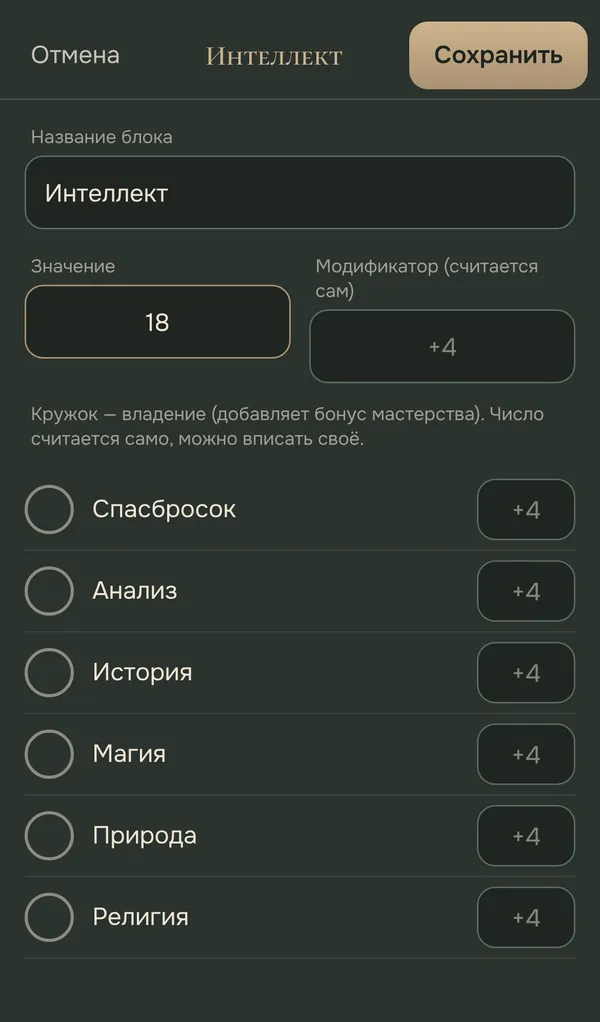 Отмена
Интеллект
Сохранить
Название блока
Интеллект
Значение
Модификатор (считается
сам)
18
+4
Кружок — владение (добавляет бонус мастерства). Число
считается само, можно вписать своё.
Спасбросок
+4
Анализ
+4
История
+4
Магия
+4
Природа
+4
Религия
+4